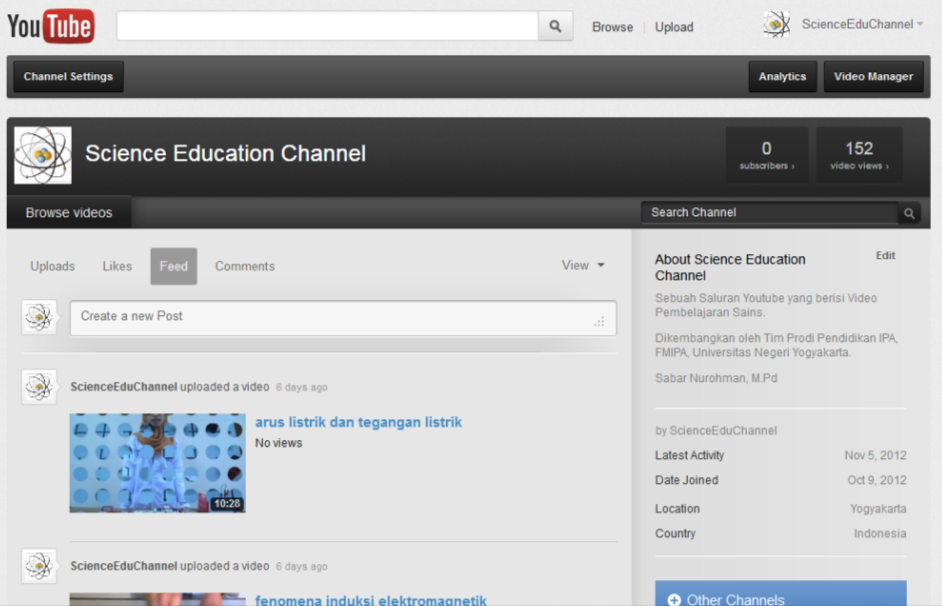 YouTube
Browse
Upload
ScienceEduChannel
Channel Settings
Analytics
Video Manager
Science Education Channel
0
subscribers ›
152
video views ›
Browse videos
Search Channel
Uploads
Likes
Feed
Comments
View
Create a new Post
ScienceEduChannel uploaded a video 6 days ago
arus listrik dan tegangan listrik
No views
10:28
ScienceEduChannel uploaded a video 6 days ago
fenomena induksi elektromagnetik
About Science Education
Channel
Edit
Sebuah Saluran Youtube yang berisi Video
Pembelajaran Sains.
Dikembangkan oleh Tim Prodi Pendidikan IPA,
FMIPA, Universitas Negeri Yogyakarta.
Sabar Nurohman, M.Pd
by ScienceEduChannel
Latest Activity Nov 5, 2012
Date Joined Oct 9, 2012
Location Yogyakarta
Country Indonesia
Other Channels